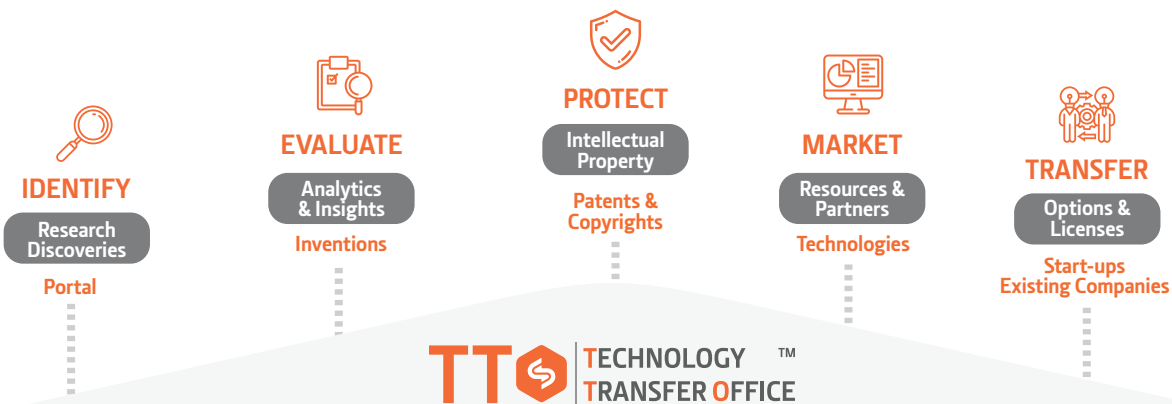 IDENTIFY
Research
Discoveries
Portal
EVALUATE
Analytics
& Insights
Inventions
PROTECT
Intellectual
Property
Patents &
Copyrights
MARKET
Resources &
Partners
Technologies
TRANSFER
Options &
Licenses
Start-ups
Existing Companies
TTO
TECHNOLOGY ™
TRANSFER OFFICE